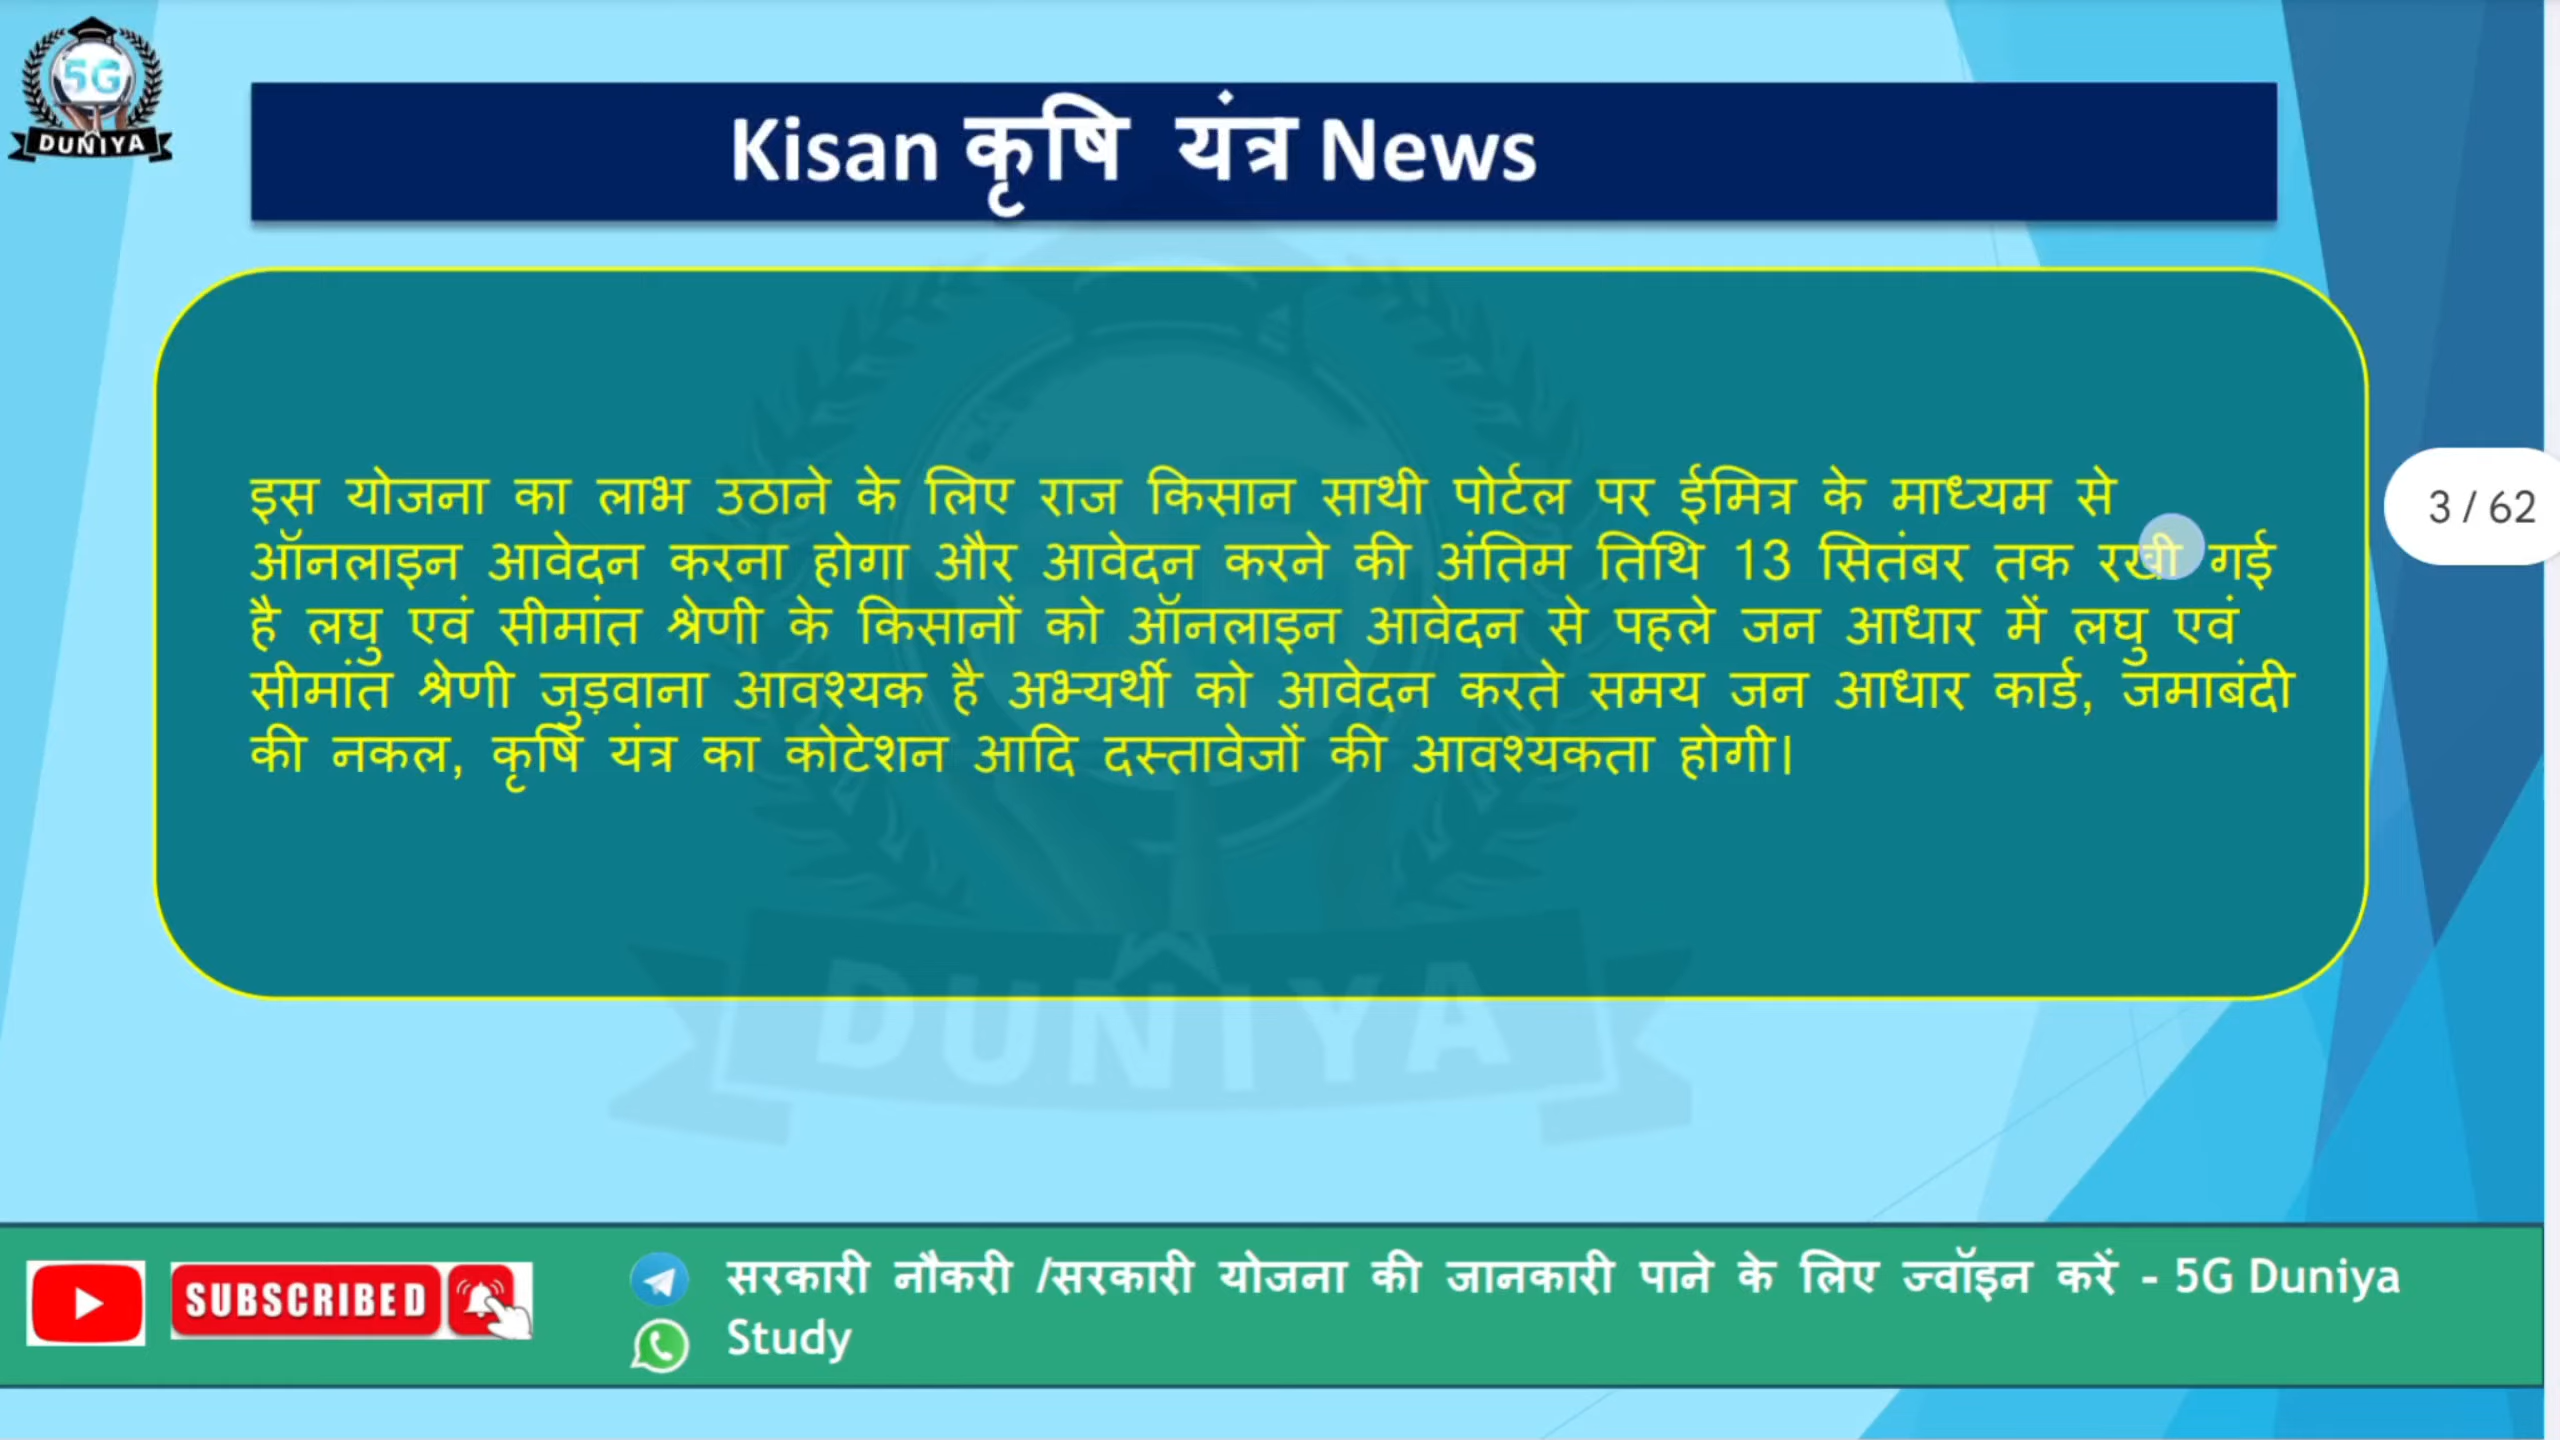 5G
DUNIYA
Kisan कृषि यंत्र News
इस योजना का लाभ उठाने के लिए राज किसान साथी पोर्टल पर ईमित्र के माध्यम से
ऑनलाइन आवेदन करना होगा और आवेदन करने की अंतिम तिथि 13 सितंबर तक रखी गई
है लघु एवं सीमांत श्रेणी के किसानों को ऑनलाइन आवेदन से पहले जन आधार में लघु एवं
सीमांत श्रेणी जुड़वाना आवश्यक है अभ्यर्थी को आवेदन करते समय जन आधार कार्ड, जमाबंदी
की नकल, कृषि यंत्र का कोटेशन आदि दस्तावेजों की आवश्यकता होगी।
3 / 62
DUNIYA
SUBSCRIBED
सरकारी नौकरी /सरकारी योजना की जानकारी पाने के लिए ज्वॉइन करें - 5G Duniya
Study